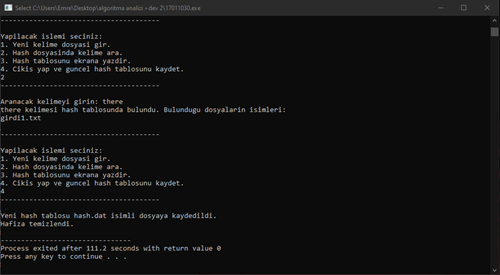 Select C:\Users\Emre\Desktop\algoritma analizi ~dev 2\17011030.exe
---------------------------------------
Yapilacak islemi seciniz:
1. Yeni kelime dosyasi gir.
2. Hash dosyasinda kelime ara.
3. Hash tablosunu ekrana yazdir.
4. Cikis yap ve guncel hash tablosunu kaydet.
2
---------------------------------------
Aranacak kelimeyi girin: there
there kelimesi hash tablosunda bulundu. Bulundugu dosyalarin isimleri:
girdi1.txt
---------------------------------------
Yapilacak islemi seciniz:
1. Yeni kelime dosyasi gir.
2. Hash dosyasinda kelime ara.
3. Hash tablosunu ekrana yazdir.
4. Cikis yap ve guncel hash tablosunu kaydet.
4
---------------------------------------
Yeni hash tablosu hash.dat isimli dosyaya kaydedildi.
Hafiza temizlendi.
--------------------------------
Process exited after 111.2 seconds with return value 0
Press any key to continue . . .